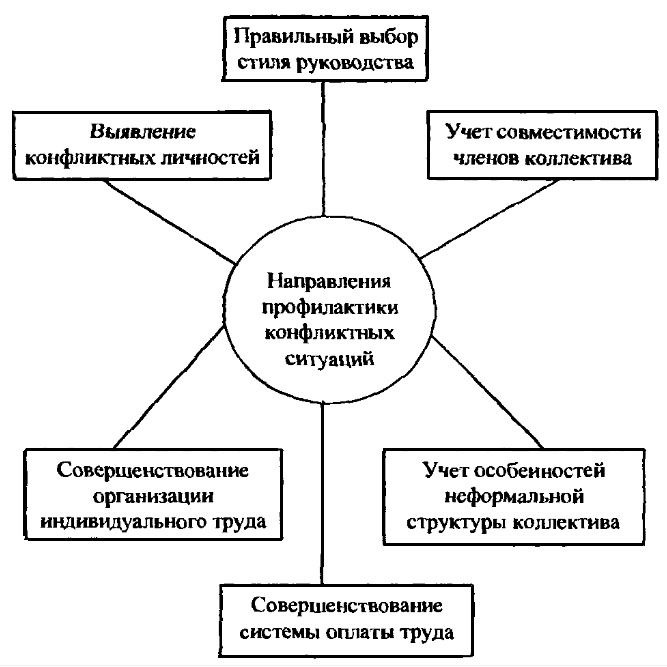 Правильный выбор
стиля руководства
Выявление
конфликтных личностей
Учет совместимости
членов коллектива
Направления
профилактики
конфликтных
ситуаций
Совершенствование
организации
индивидуального труда
Учет особенностей
неформальной
структуры коллектива
Совершенствование
системы оплаты труда